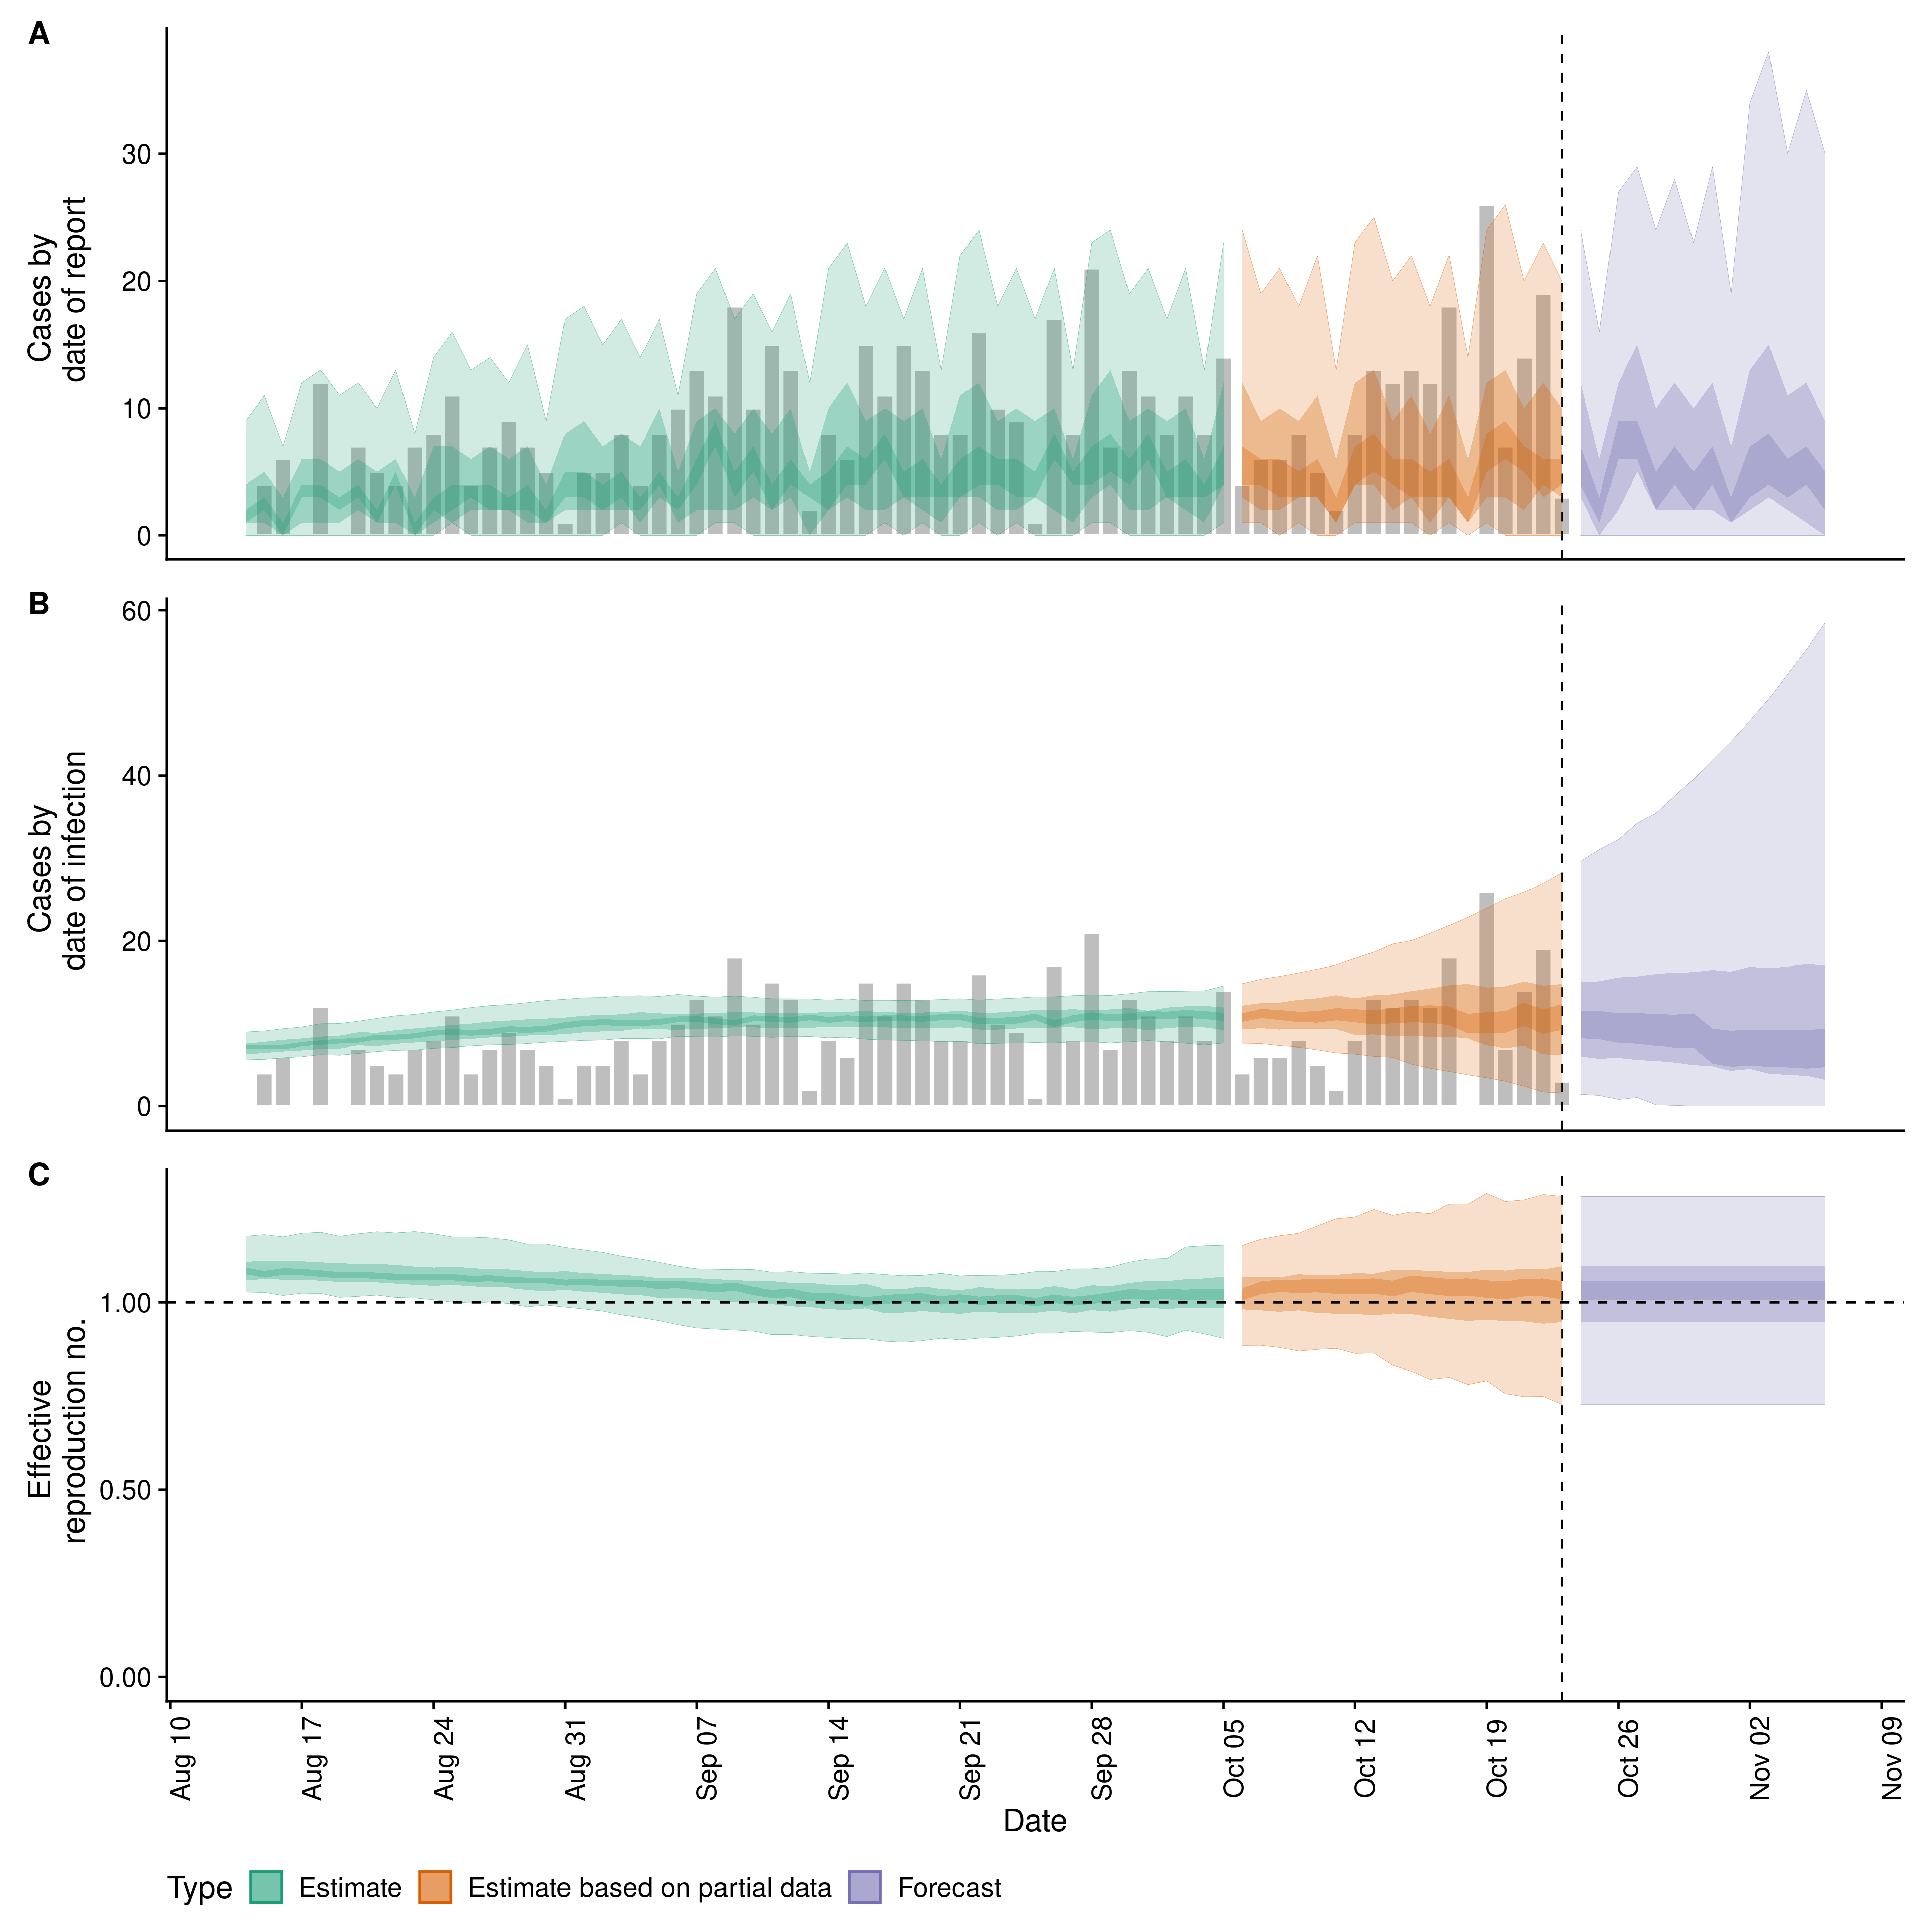 A
Cases by
date of report
30
20
10
0
B
Cases by
date of infection
60
40
20
0
C
Effective
reproduction no.
1.00
0.50
0.00
Aug 10
Aug 17
Aug 24
Aug 31
Sep 07
Sep 14
Sep 21
Sep 28
Oct 05
Oct 12
Oct 19
Oct 26
Nov 02
Nov 09
Date
Type Estimate Estimate based on partial data Forecast